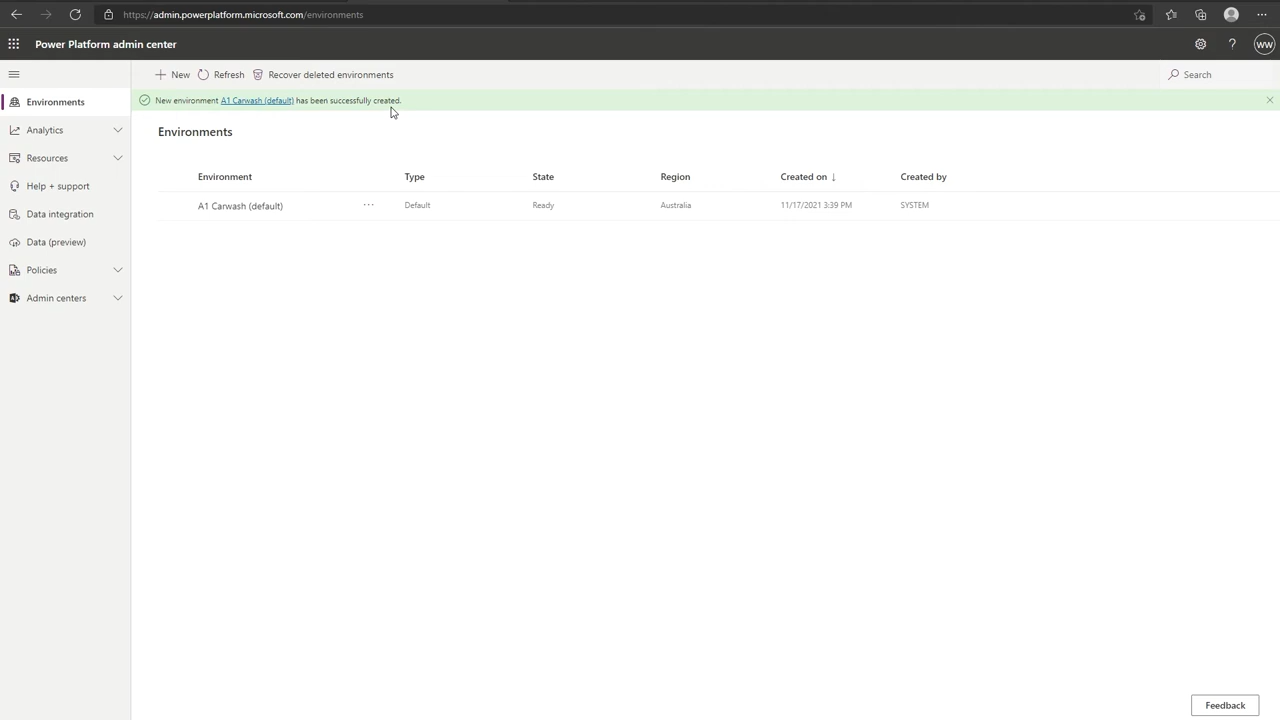 https://admin.powerplatform.microsoft.com/environments
Power Platform admin center
?
WW
New
Refresh
Recover deleted environments
Search
New environment A1 Carwash (default) has been successfully created.
Environments
Analytics
Resources
Help + support
Data integration
Data (preview)
Policies
Admin centers
Environments
Environment Type State Region Created on ↓ Created by
A1 Carwash (default) ... Default Ready Australia 11/17/2021 3:39 PM SYSTEM
Feedback